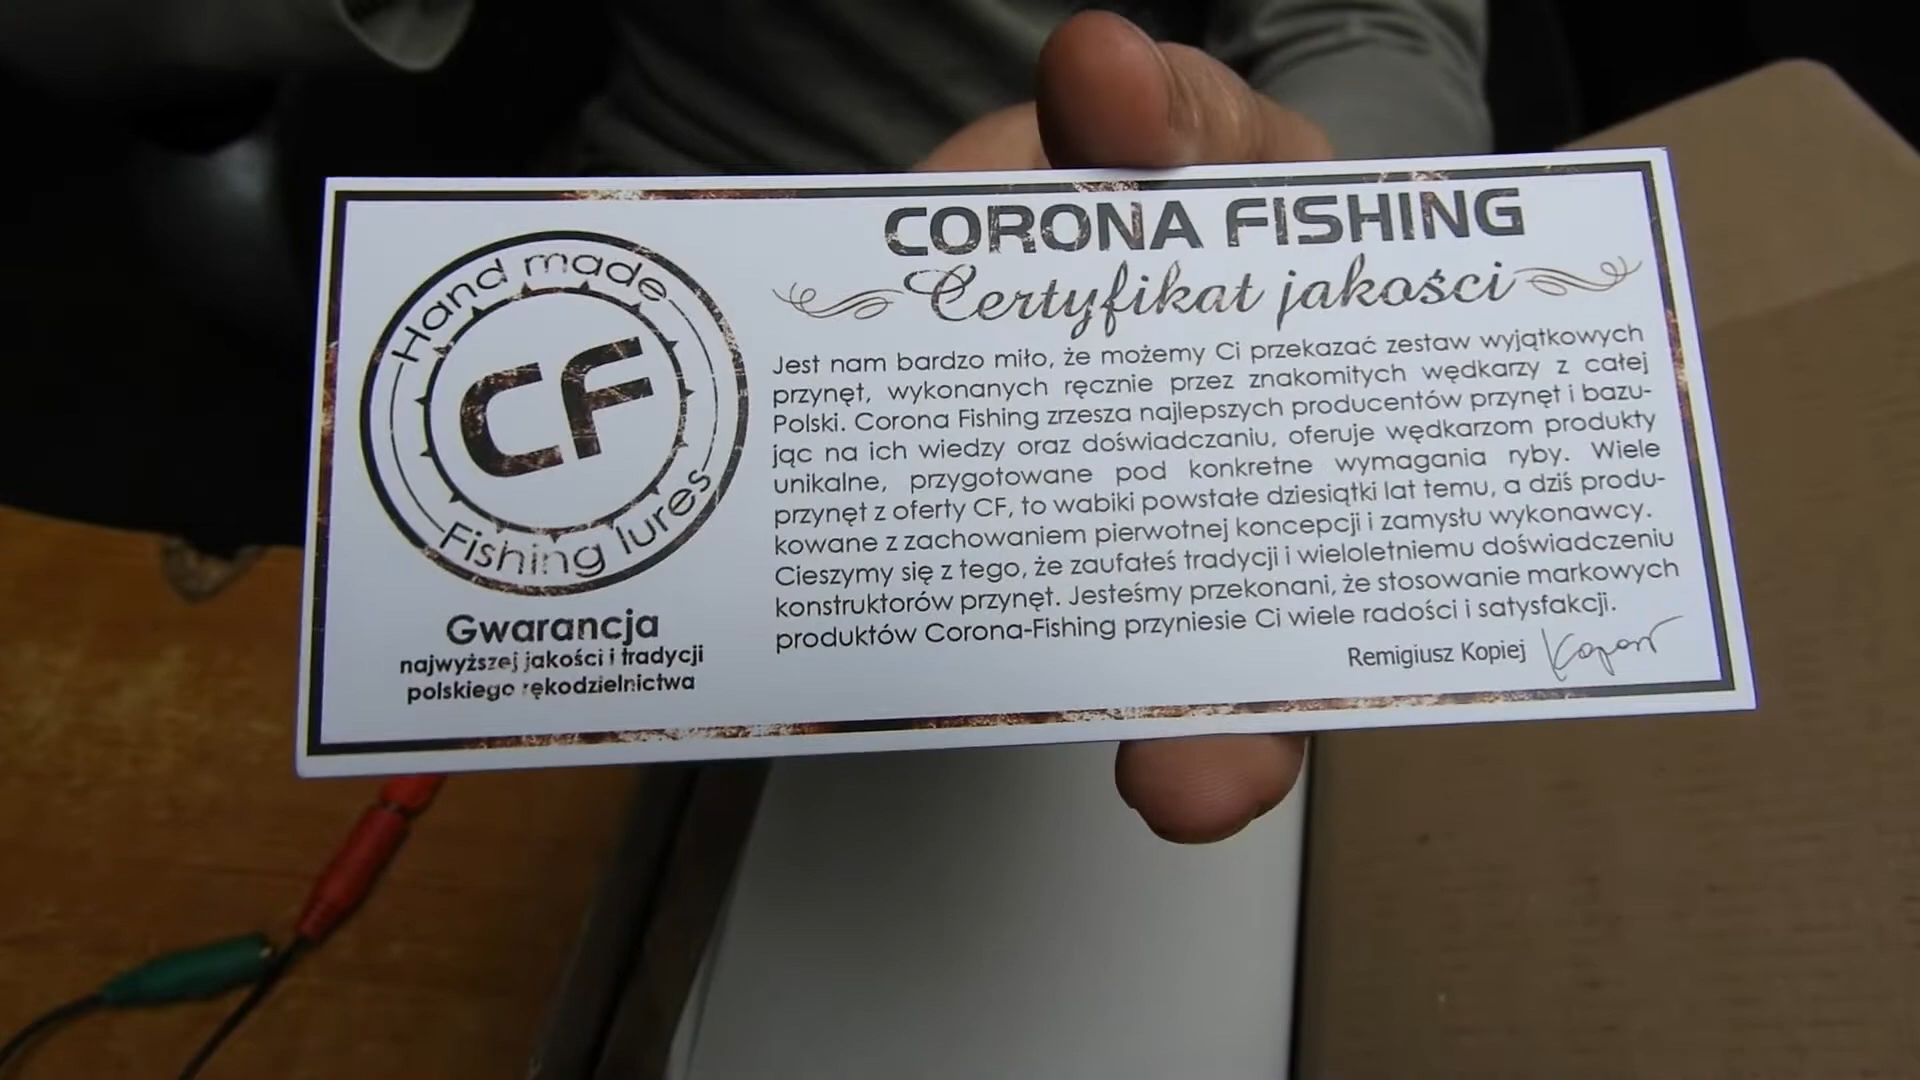 Hand made
CF
Fishing lures
Gwarancja
najwyższej jakości i tradycji
polskiego rękodzielnictwa
CORONA FISHING
Certyfikat jakości
Jest nam bardzo miło, że możemy Ci przekazać zestaw wyjątkowych
przynęt, wykonanych ręcznie przez znakomitych wędkarzy z całej
Polski. Corona Fishing zrzesza najlepszych producentów przynęt i bazu-
jąc na ich wiedzy oraz doświadczaniu, oferuje wędkarzom produkty
unikalne, przygotowane pod konkretne wymagania ryby. Wiele
przynęt z oferty CF, to wabiki powstałe dziesiątki lat temu, a dziś produ-
kowane z zachowaniem pierwotnej koncepcji i zamysłu wykonawcy.
Cieszymy się z tego, że zaufałeś tradycji i wieloletniemu doświadczeniu
konstruktorów przynęt. Jesteśmy przekonani, że stosowanie markowych
produktów Corona-Fishing przyniesie Ci wiele radości i satysfakcji.
Remigiusz Kopiej